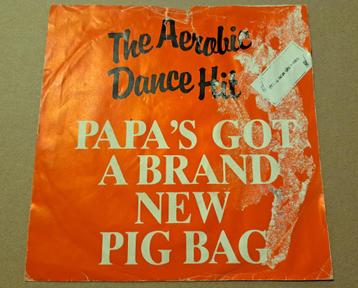 The Aerobic
Dance Hit
PAPA'S GOT
A BRAND
NEW
PIG BAG